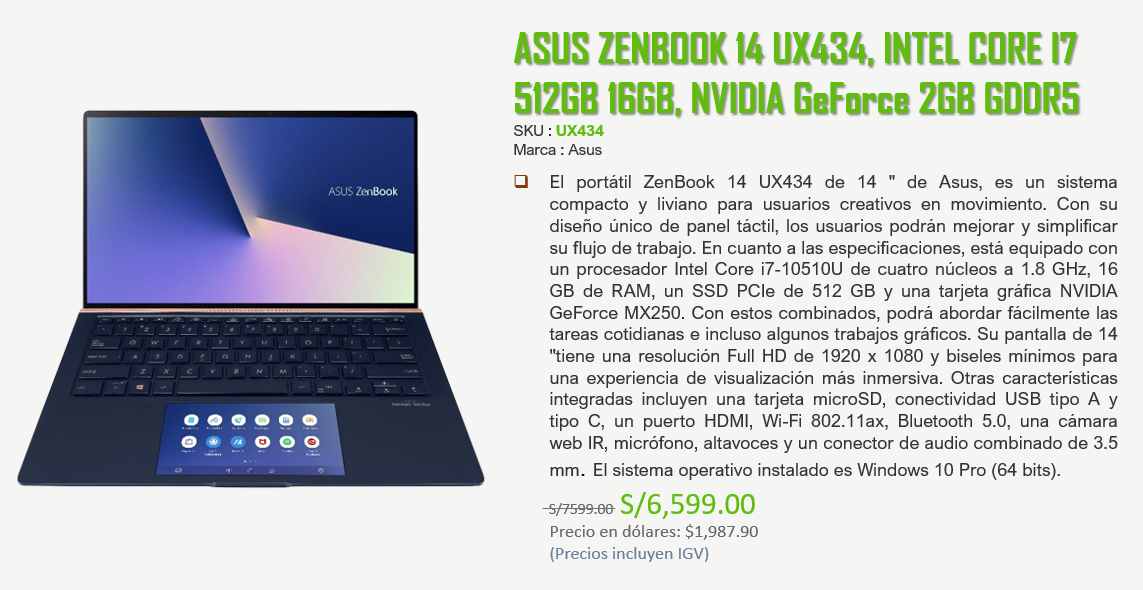 ASUS ZENBOOK 14 UX434, INTEL CORE I7
512GB 16GB, NVIDIA GeForce 2GB GDDR5
SKU : UX434
Marca : Asus
El portátil ZenBook 14 UX434 de 14 " de Asus, es un sistema
compacto y liviano para usuarios creativos en movimiento. Con su
diseño único de panel táctil, los usuarios podrán mejorar y simplificar
su flujo de trabajo. En cuanto a las especificaciones, está equipado con
un procesador Intel Core i7-10510U de cuatro núcleos a 1.8 GHz, 16
GB de RAM, un SSD PCIe de 512 GB y una tarjeta gráfica NVIDIA
GeForce MX250. Con estos combinados, podrá abordar fácilmente las
tareas cotidianas e incluso algunos trabajos gráficos. Su pantalla de 14
"tiene una resolución Full HD de 1920 x 1080 y biseles mínimos para
una experiencia de visualización más inmersiva. Otras características
integradas incluyen una tarjeta microSD, conectividad USB tipo A y
tipo C, un puerto HDMI, Wi-Fi 802.11ax, Bluetooth 5.0, una cámara
web IR, micrófono, altavoces y un conector de audio combinado de 3.5
mm. El sistema operativo instalado es Windows 10 Pro (64 bits).
S/7599.00 S/6,599.00
Precio en dólares: $1,987.90
(Precios incluyen IGV)
ASUS ZenBook